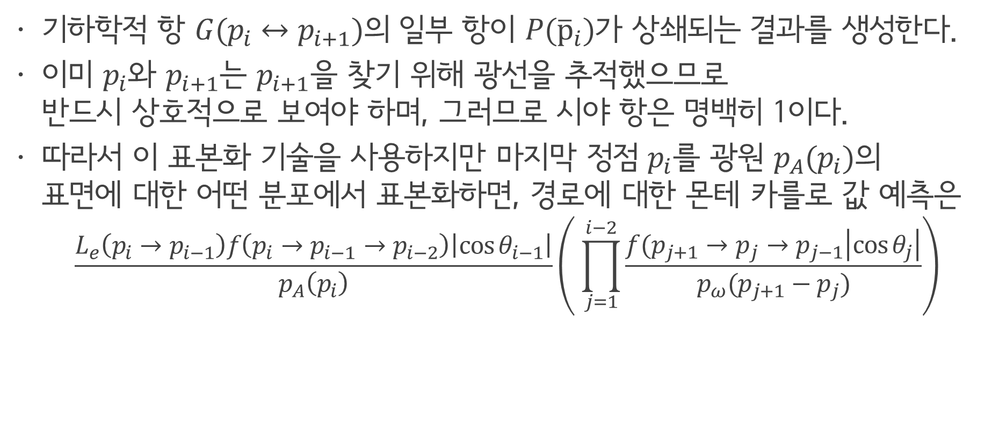 · 기하학적 항 $G(p_i \leftrightarrow p_{i+1})$의 일부 항이 $P(\bar{\mathrm{p}}_i)$가 상쇄되는 결과를 생성한다.
· 이미 $p_i$와 $p_{i+1}$는 $p_{i+1}$을 찾기 위해 광선을 추적했으므로
반드시 상호적으로 보여야 하며, 그러므로 시야 항은 명백히 1이다.
· 따라서 이 표본화 기술을 사용하지만 마지막 정점 $p_i$를 광원 $p_A(p_i)$의
표면에 대한 어떤 분포에서 표본화하면, 경로에 대한 몬테 카를로 값 예측은
$\frac{L_e(p_i \to p_{i-1})f(p_i \to p_{i-1} \to p_{i-2})|\cos\theta_{i-1}|}{p_A(p_i)}\left(\prod_{j=1}^{i-2}\frac{f(p_{j+1} \to p_j \to p_{j-1}|\cos\theta_j|}{p_\omega(p_{j+1} - p_j)}\right)$